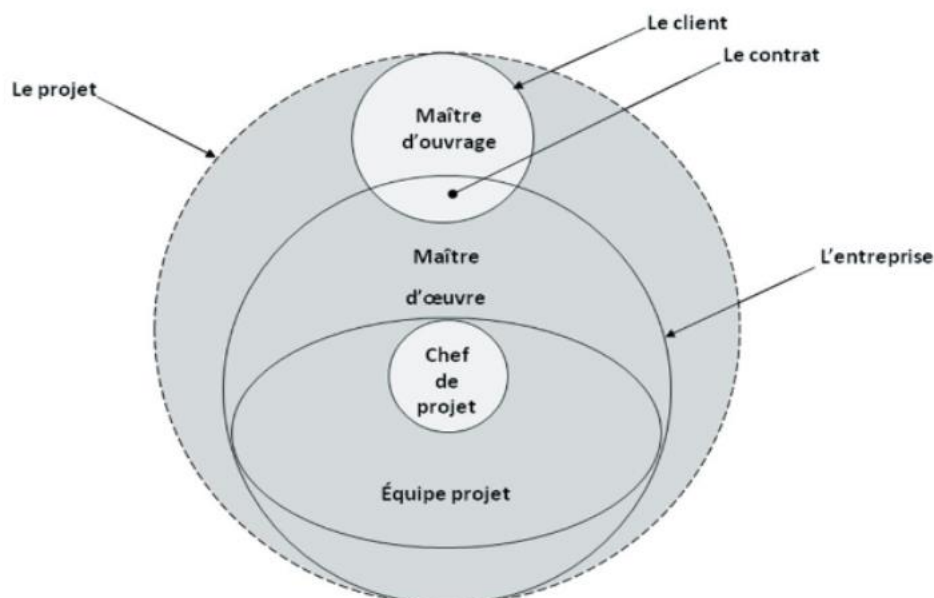 Le client
Le contrat
Le projet
Maître
d'ouvrage
Maître
d'œuvre
L'entreprise
Chef
de
projet
Équipe projet